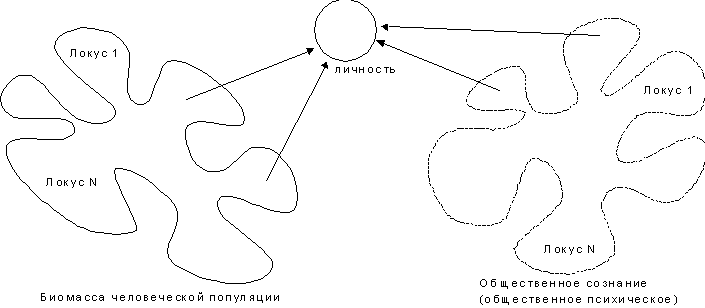 Локус 1
личность
Локус 1
Локус N
Локус N
Биомасса человеческой популяции
Общественное сознание
(общественное психическое)